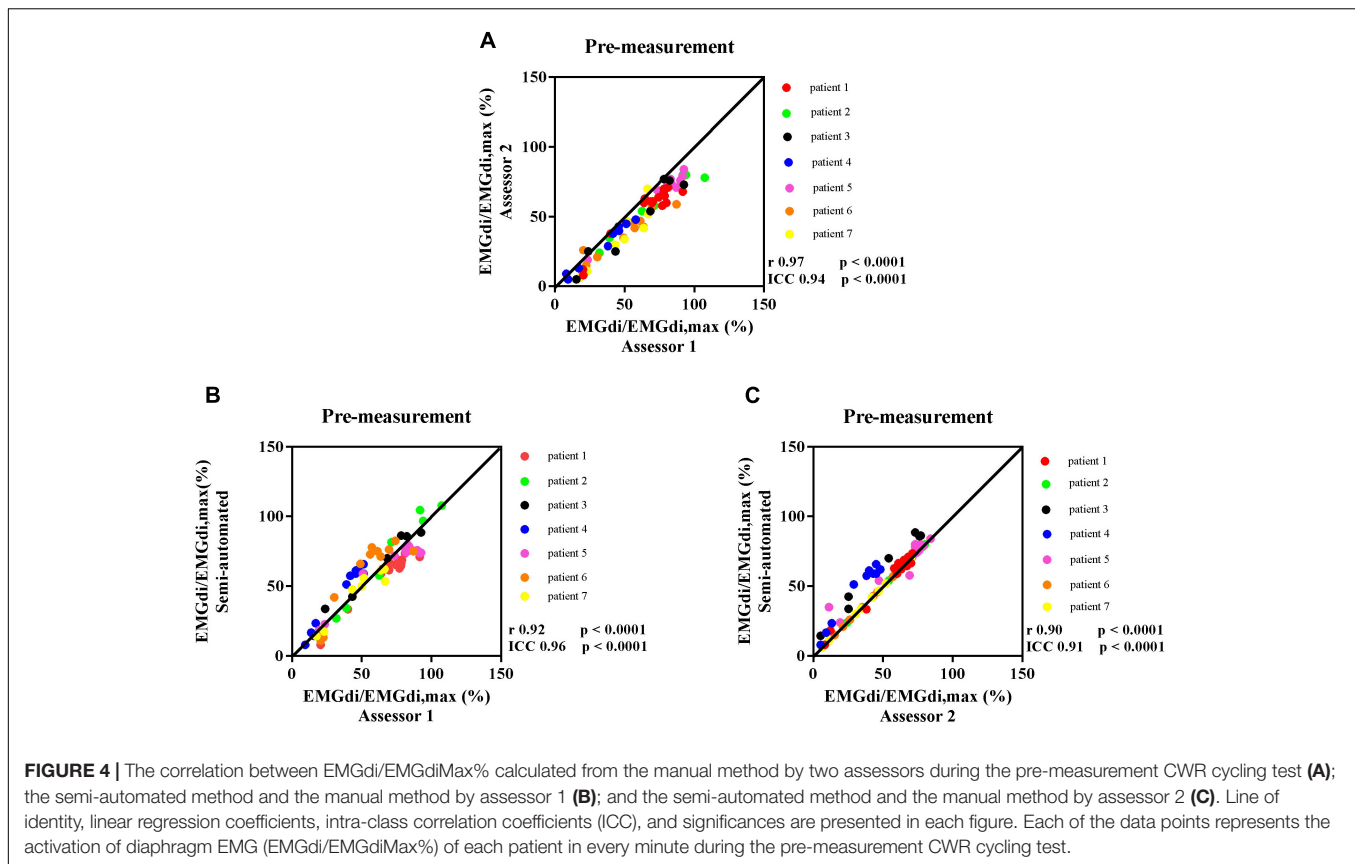 A
Pre-measurement
EMGdi/EMGdi,max (%)
Assessor 2
150
100
50
0
0
50
100
150
EMGdi/EMGdi,max (%)
Assessor 1
patient 1
patient 2
patient 3
patient 4
patient 5
patient 6
patient 7
r 0.97 p < 0.0001
ICC 0.94 p < 0.0001
B
Pre-measurement
EMGdi/EMGdi,max(%)
Semi-automated
150
100
50
0
0
50
100
150
EMGdi/EMGdi,max (%)
Assessor 1
patient 1
patient 2
patient 3
patient 4
patient 5
patient 6
patient 7
r 0.92 p < 0.0001
ICC 0.96 p < 0.0001
C
Pre-measurement
EMGdi/EMGdi,max (%)
Semi-automated
150
100
50
0
0
50
100
150
EMGdi/EMGdi,max (%)
Assessor 2
patient 1
patient 2
patient 3
patient 4
patient 5
patient 6
patient 7
r 0.90 p < 0.0001
ICC 0.91 p < 0.0001
FIGURE 4 | The correlation between EMGdi/EMGdiMax% calculated from the manual method by two assessors during the pre-measurement CWR cycling test (A);
the semi-automated method and the manual method by assessor 1 (B); and the semi-automated method and the manual method by assessor 2 (C). Line of
identity, linear regression coefficients, intra-class correlation coefficients (ICC), and significances are presented in each figure. Each of the data points represents the
activation of diaphragm EMG (EMGdi/EMGdiMax%) of each patient in every minute during the pre-measurement CWR cycling test.